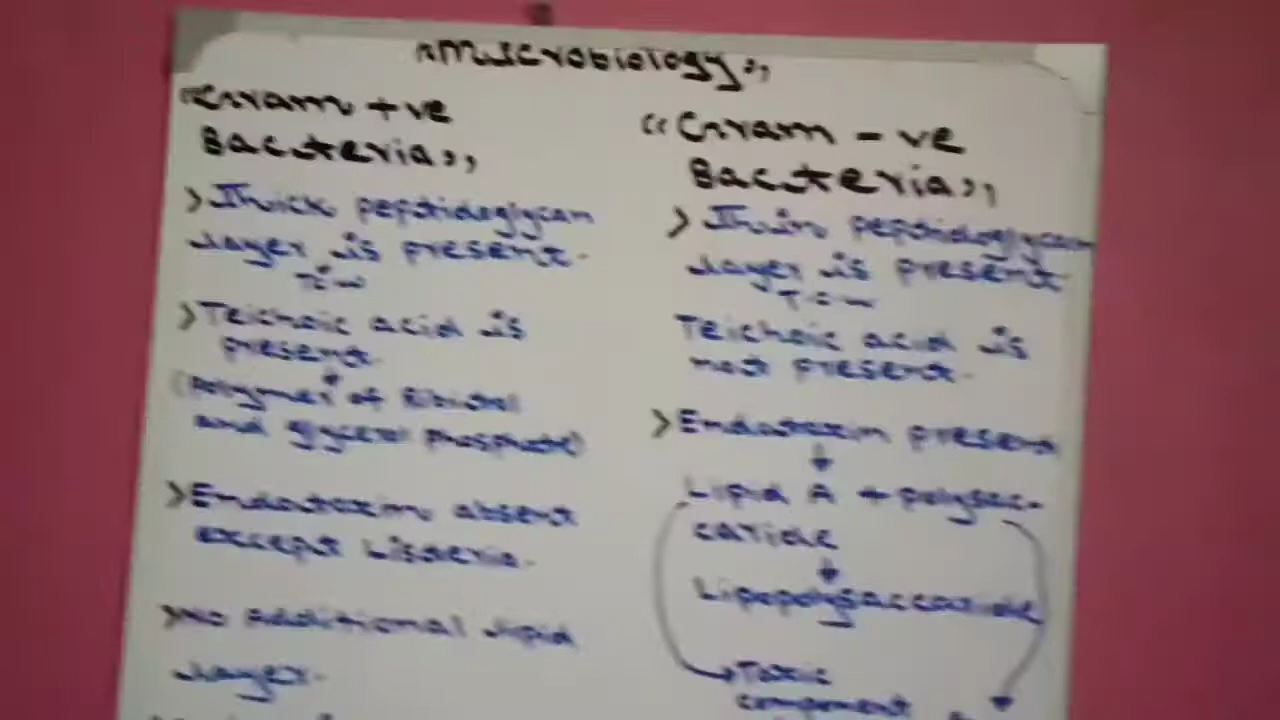 "Microbiology,,
"Gram +ve
Bacteria,,
> Thick peptidoglycan
layer is present.
> Teichoic acid is
present.
(Polymer of Ribitol
and glycerol phosphate)
> Endotoxin absent
except Listeria.
> No Additional lipid
layer.
"Gram - ve
Bacteria,,
> Thin peptidoglycan
layer is present
Teichoic acid is
not present.
> Endotoxin present
Lipid A + polysac-
caride
Lipopolysaccaride
Toxic
component